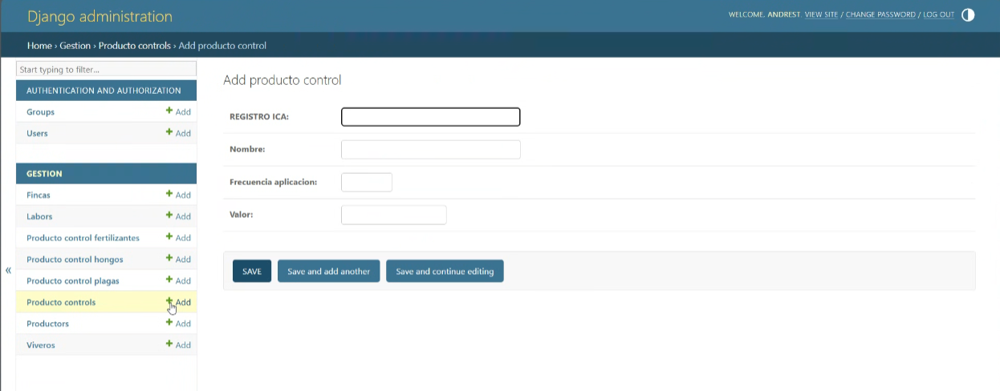 Django administration
WELCOME, ANDREST. VIEW SITE / CHANGE PASSWORD / LOG OUT
Home › Gestion › Producto controls › Add producto control
Start typing to filter...
AUTHENTICATION AND AUTHORIZATION
Groups + Add
Users + Add
GESTION
Fincas + Add
Labors + Add
Producto control fertilizantes + Add
Producto control hongos + Add
Producto control plagas + Add
Producto controls + Add
Productors + Add
Viveros + Add
«
Add producto control
REGISTRO ICA:
Nombre:
Frecuencia aplicacion:
Valor:
SAVE Save and add another Save and continue editing